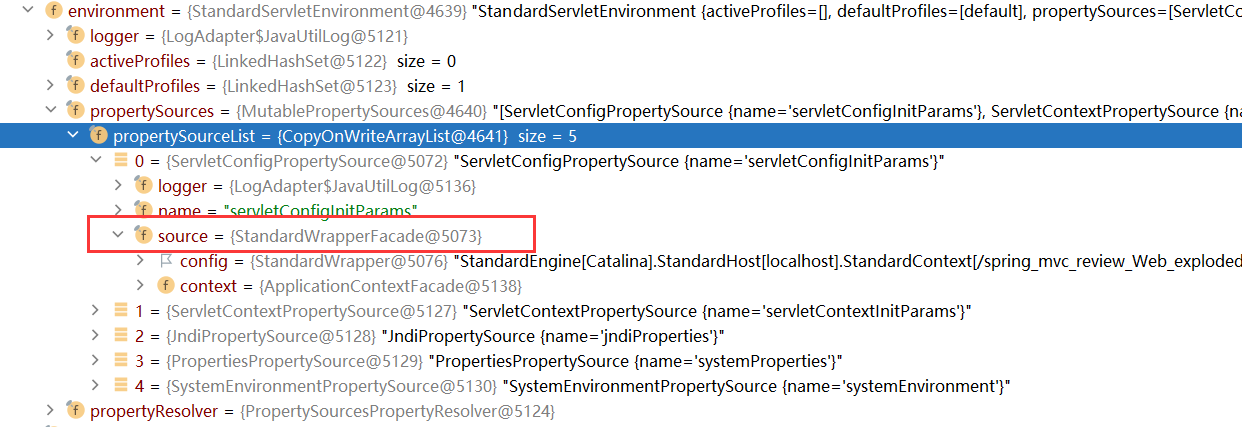 environment = {StandardServletEnvironment@4639} "StandardServletEnvironment {activeProfiles=[], defaultProfiles=[default], propertySources=[ServletCo
logger = {LogAdapter$JavaUtilLog@5121}
activeProfiles = {LinkedHashSet@5122} size = 0
defaultProfiles = {LinkedHashSet@5123} size = 1
propertySources = {MutablePropertySources@4640} "[ServletConfigPropertySource {name='servletConfigInitParams'}, ServletContextPropertySource {na
propertySourceList = {CopyOnWriteArrayList@4641} size = 5
0 = {ServletConfigPropertySource@5072} "ServletConfigPropertySource {name='servletConfigInitParams'}"
logger = {LogAdapter$JavaUtilLog@5136}
name = "servletConfigInitParams"
source = {StandardWrapperFacade@5073}
config = {StandardWrapper@5076} "StandardEngine[Catalina].StandardHost[localhost].StandardContext[/spring_mvc_review_Web_exploded
context = {ApplicationContextFacade@5138}
1 = {ServletContextPropertySource@5127} "ServletContextPropertySource {name='servletContextInitParams'}"
2 = {JndiPropertySource@5128} "JndiPropertySource {name='jndiProperties'}"
3 = {PropertiesPropertySource@5129} "PropertiesPropertySource {name='systemProperties'}"
4 = {SystemEnvironmentPropertySource@5130} "SystemEnvironmentPropertySource {name='systemEnvironment'}"
propertyResolver = {PropertySourcesPropertyResolver@5124}